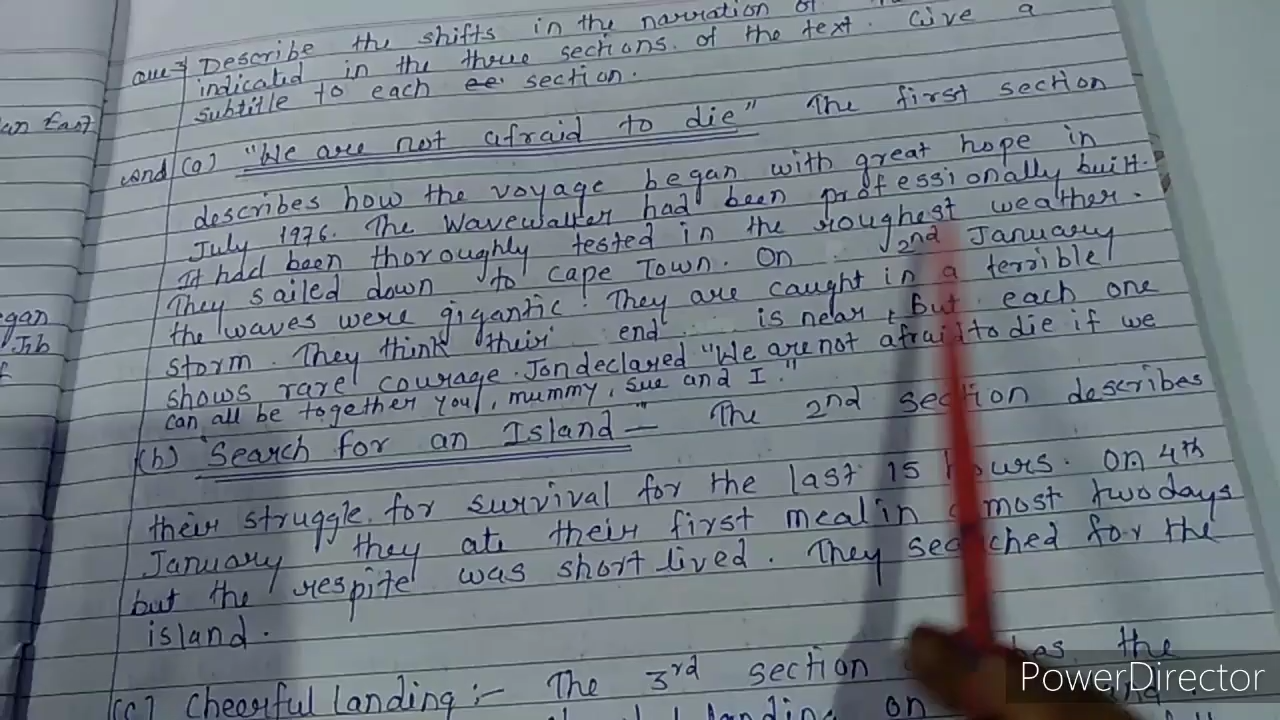 Describe the shifts in the narration of
que → indicated in the three sections of the text. Give a
subtitle to each section.
and (a) "We are not afraid to die" The first section
describes how the voyage began with great hope in
July 1976. The Wavewalker had been professionally built.
It had been thoroughly tested in the roughest weather.
They sailed down to Cape Town. On 2nd January
the waves were gigantic! They are caught in a terrible
storm. They think their end is near, But each one
shows rare courage. Jon declared "We are not afraid to die if we
can all be together you, mummy, sue and I."
(b) "Search for an Island" - The 2nd section describes
their struggle for survival for the last 15 hours. On 4th
January they ate their first meal in most two days
but the respite was short lived. They searched for the
island.
(c) Cheerful landing :- The 3rd section the
landing on
an East
gan
Jib
PowerDirector